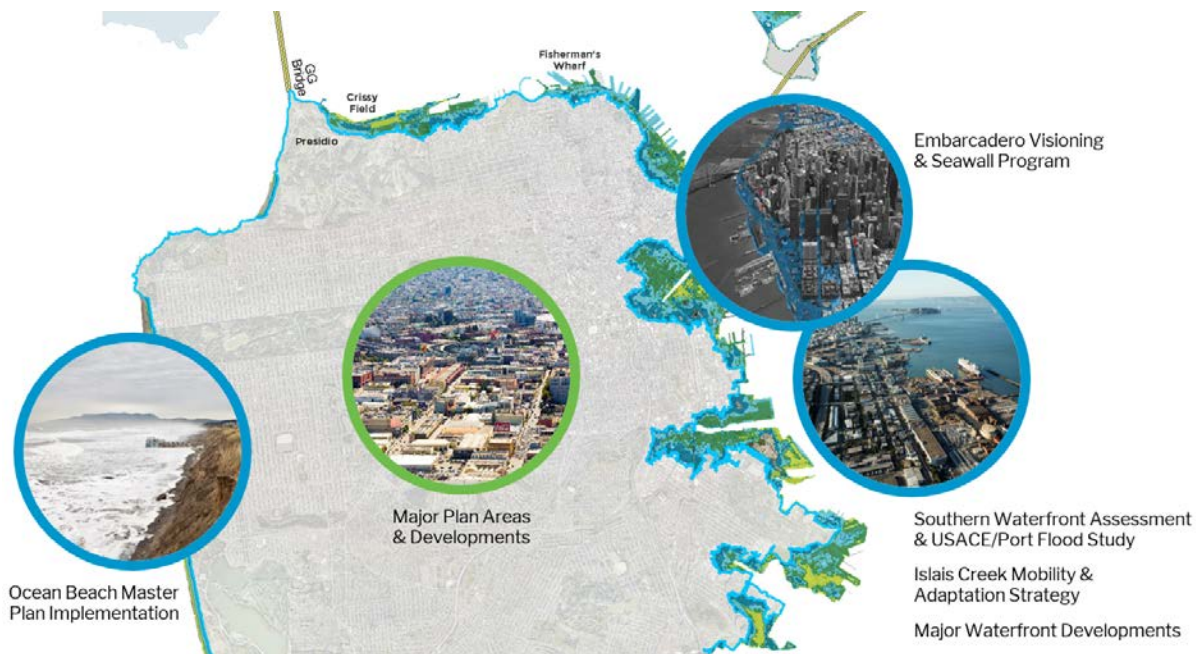 GG
Bridge
Fisherman's
Wharf
Crissy
Field
Presidio
Embarcadero Visioning
& Seawall Program
Major Plan Areas
& Developments
Southern Waterfront Assessment
& USACE/Port Flood Study
Islais Creek Mobility &
Adaptation Strategy
Major Waterfront Developments
Ocean Beach Master
Plan Implementation